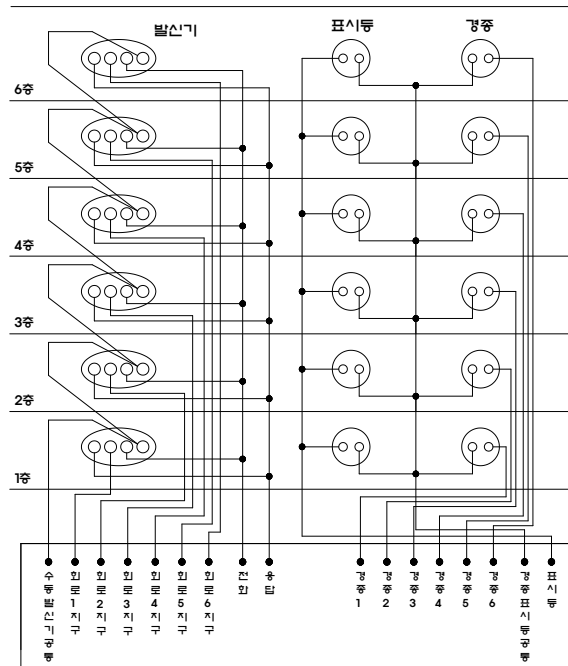 발신기
표시등
경종
6층
5층
4층
3층
2층
1층
수동발신기공통
회로1지구
회로2지구
회로3지구
회로4지구
회로5지구
회로6지구
전화
응답
경종1
경종2
경종3
경종4
경종5
경종6
경종표시등공통
표시등